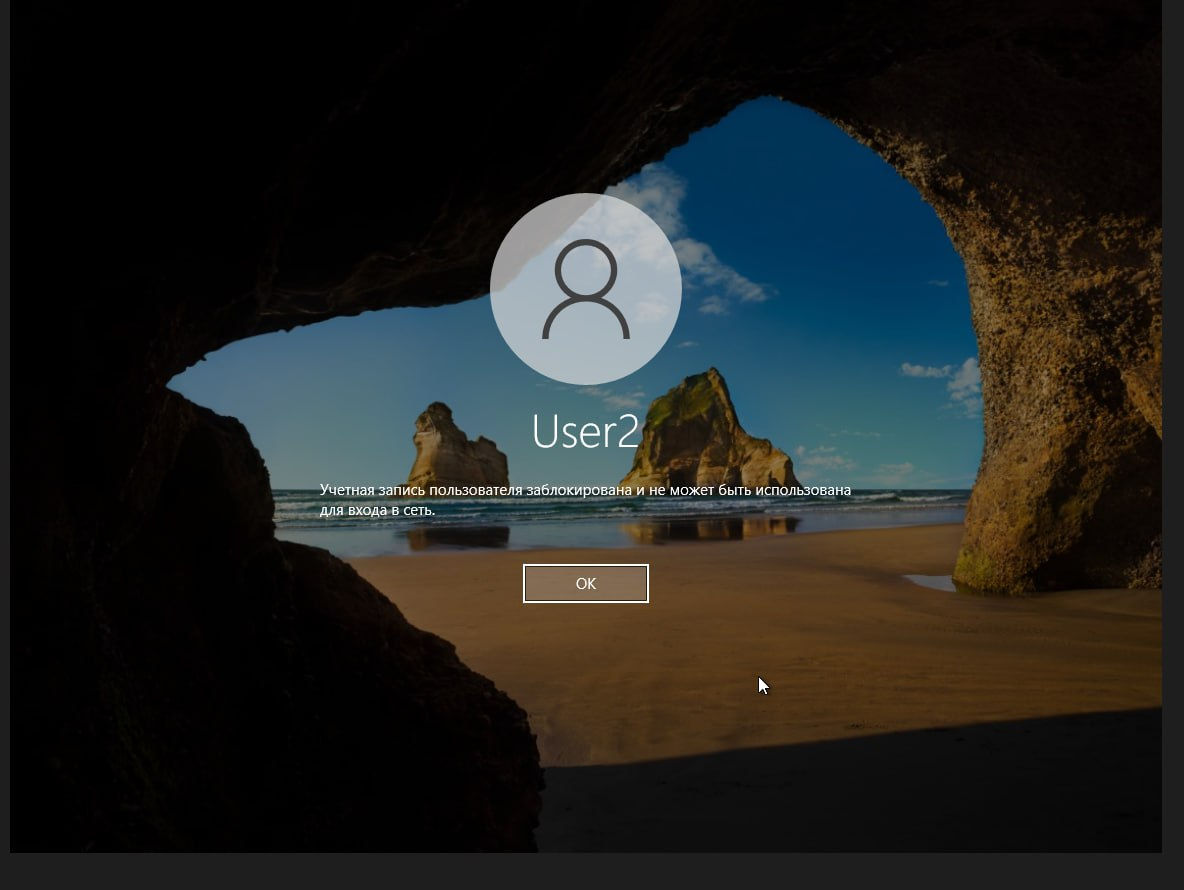 User2
Учетная запись пользователя заблокирована и не может быть использована
для входа в сеть.
OK